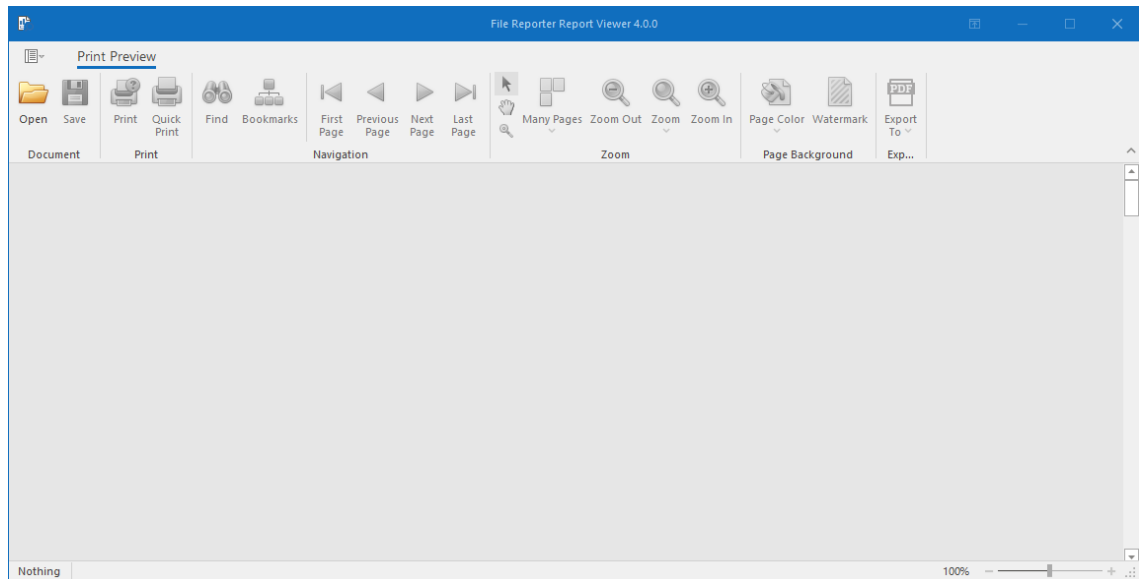 File Reporter Report Viewer 4.0.0
Print Preview
Open Save Print Quick Print Find Bookmarks First Page Previous Page Next Page Last Page Many Pages Zoom Out Zoom Zoom In Page Color Watermark PDF Export To
Document Print Navigation Zoom Page Background Exp...
Nothing 100%